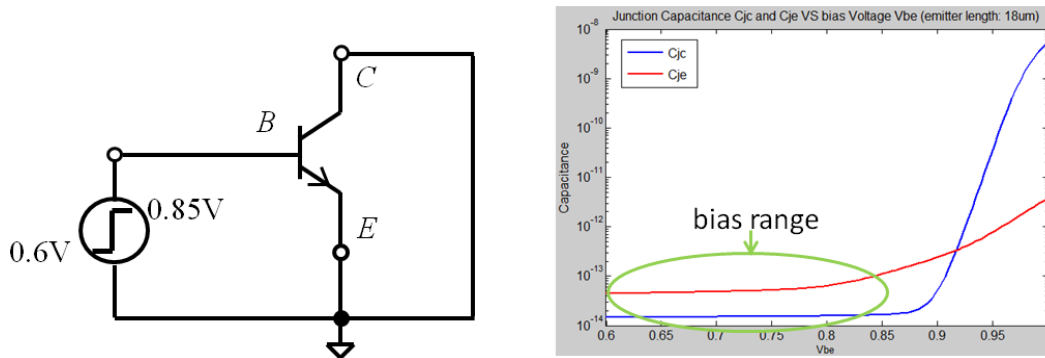 C
B
0.85V
0.6V
E
Junction Capacitance Cjc and Cje VS bias Voltage Vbe (emitter length: 18um)
Cjc
Cje
bias range
Capacitance
10^-8
10^-9
10^-10
10^-11
10^-12
10^-13
10^-14
0.6 0.65 0.7 0.75 0.8 0.85 0.9 0.95
Vbe